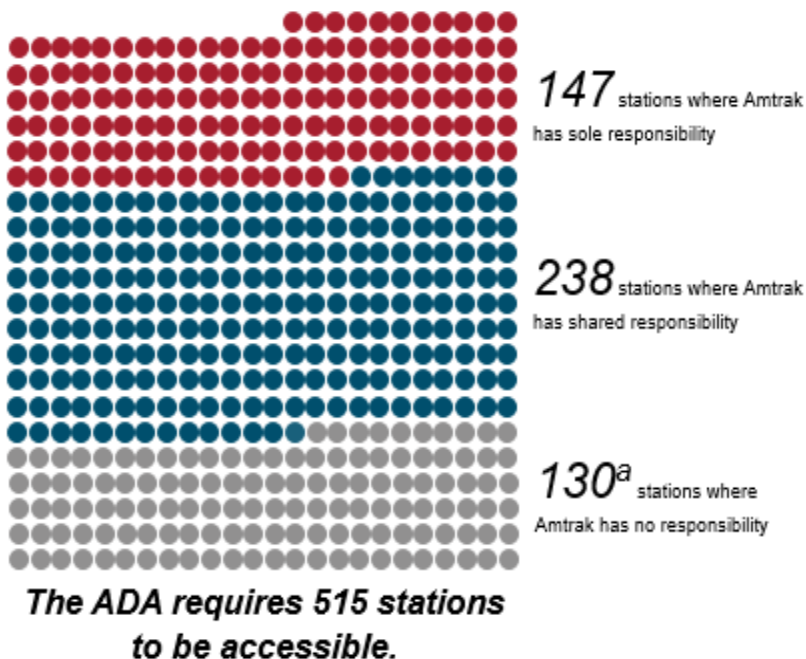 147 stations where Amtrak
has sole responsibility
238 stations where Amtrak
has shared responsibility
130a stations where
Amtrak has no responsibility
The ADA requires 515 stations
to be accessible.